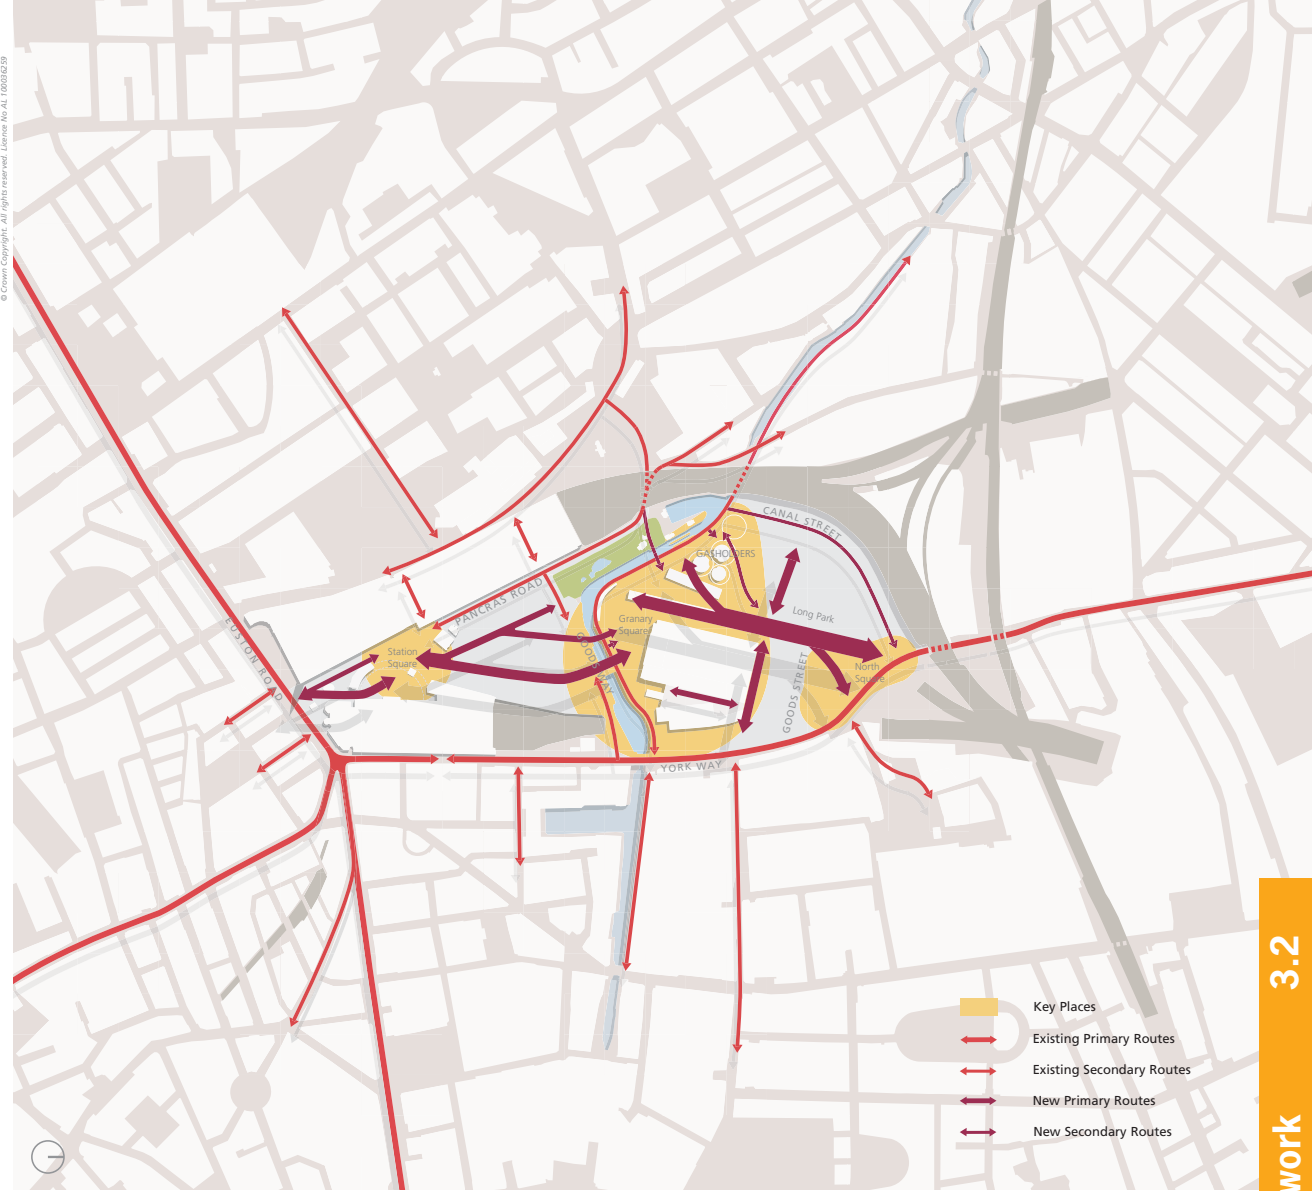 © Crown Copyright. All rights reserved. Licence No AL 100036259
CANAL STREET
GASHOLDERS
PANCRAS ROAD
Long Park
Granary
Square
EUSTON ROAD
Station
Square
GOODS WAY
GOODS STREET
North
Square
YORK WAY
3.2
work
Key Places
Existing Primary Routes
Existing Secondary Routes
New Primary Routes
New Secondary Routes